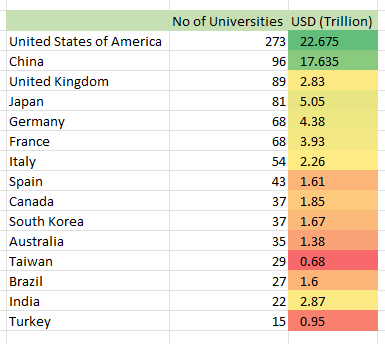 No of Universities USD (Trillion)
United States of America 273 22.675
China 96 17.635
United Kingdom 89 2.83
Japan 81 5.05
Germany 68 4.38
France 68 3.93
Italy 54 2.26
Spain 43 1.61
Canada 37 1.85
South Korea 37 1.67
Australia 35 1.38
Taiwan 29 0.68
Brazil 27 1.6
India 22 2.87
Turkey 15 0.95